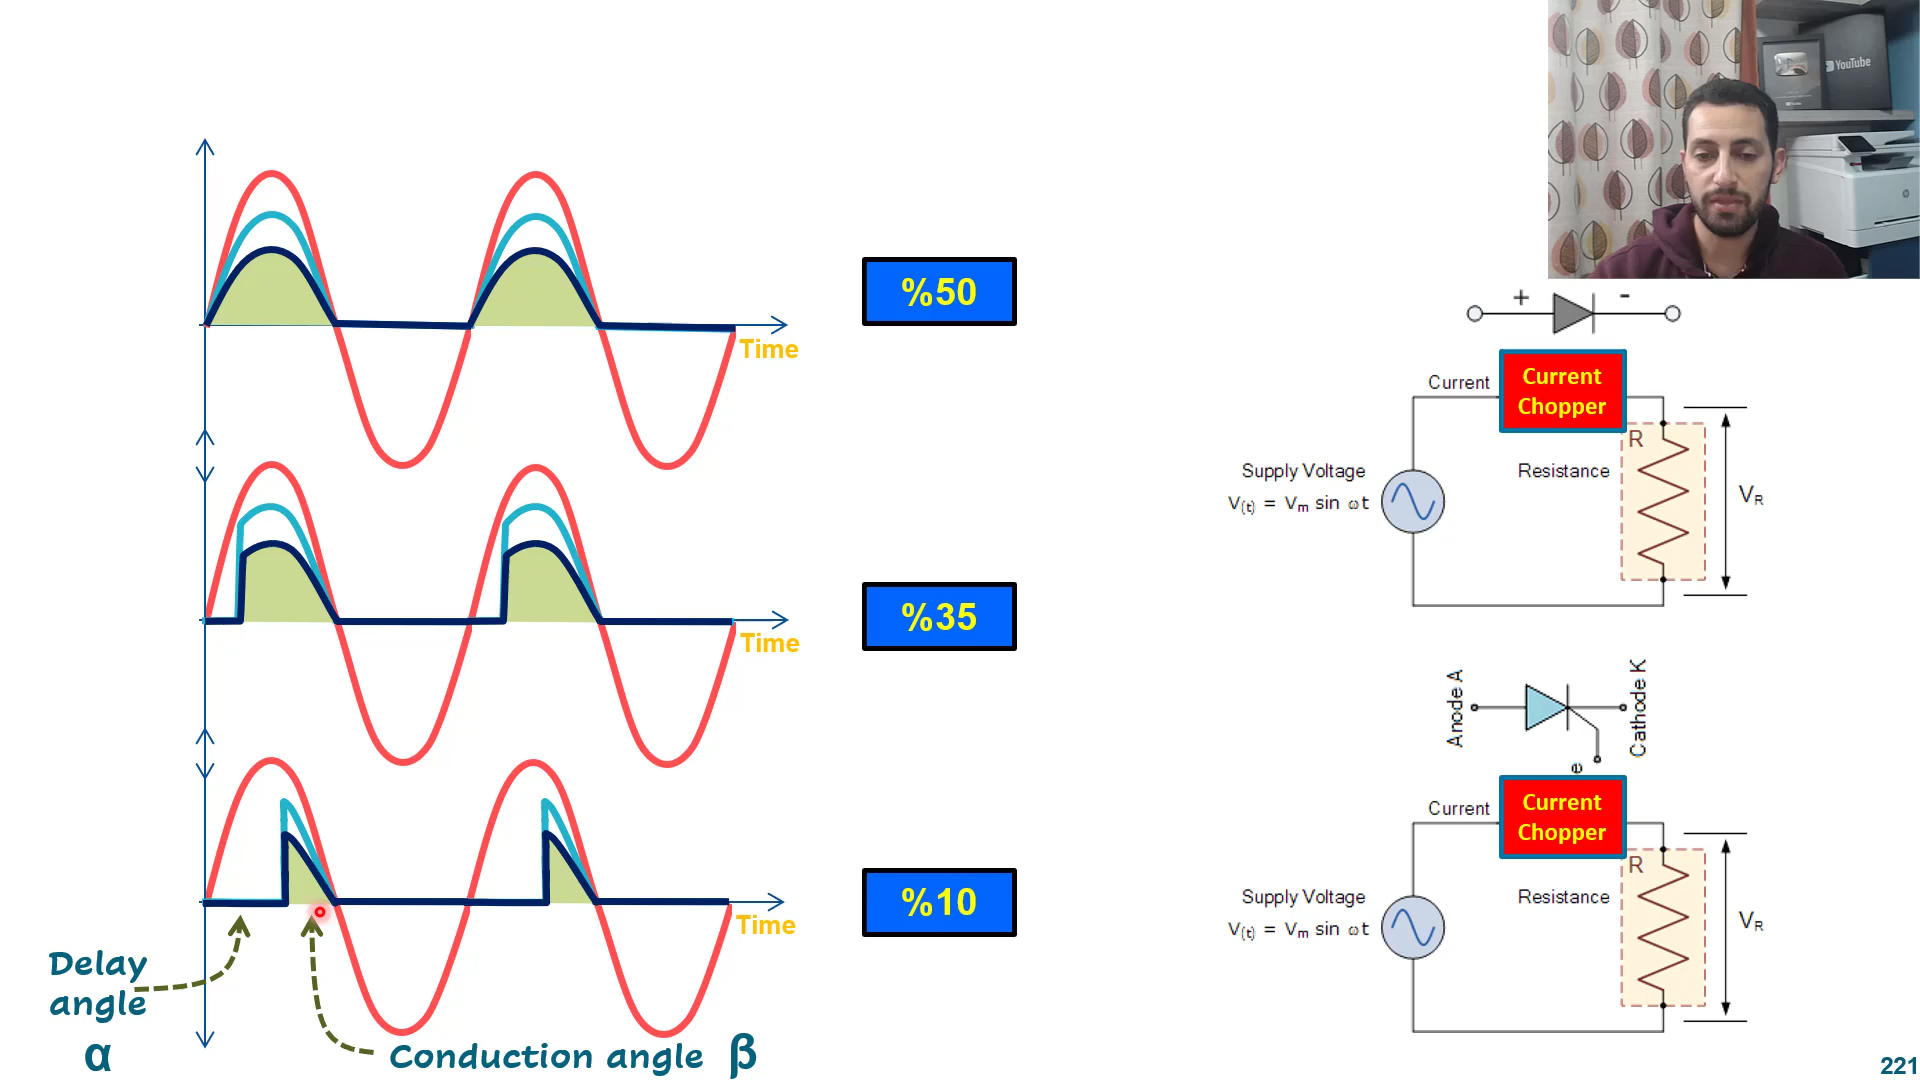 YouTube
%50
Time
+ -
Current
Current
Chopper
R
Supply Voltage
V(t) = Vm sin ωt
Resistance
VR
%35
Time
Anode A
Cathode K
Current
Current
Chopper
R
Supply Voltage
V(t) = Vm sin ωt
Resistance
VR
%10
Time
Delay
angle
α
Conduction angle β
221